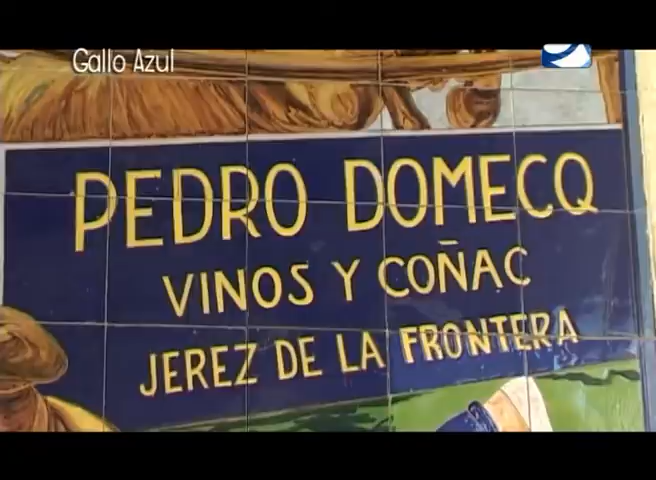 Gallo Azul
PEDRO DOMECQ
VINOS Y COÑAC
JEREZ DE LA FRONTERA